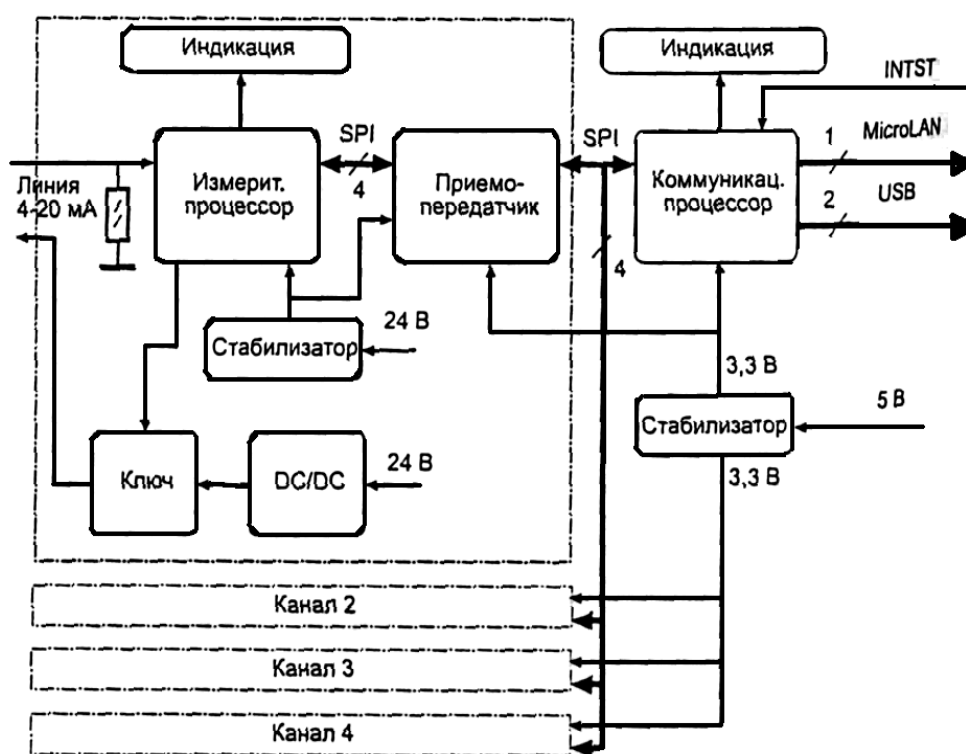 Индикация
Индикация
INTST
SPI
SPI
1
MicroLAN
Линия
4-20 мА
Измерит.
процессор
4
Приемо-
передатчик
Коммуникац.
процессор
2
USB
4
24 В
Стабилизатор
3,3 В
5 В
Стабилизатор
Ключ
DC/DC
24 В
3,3 В
Канал 2
Канал 3
Канал 4